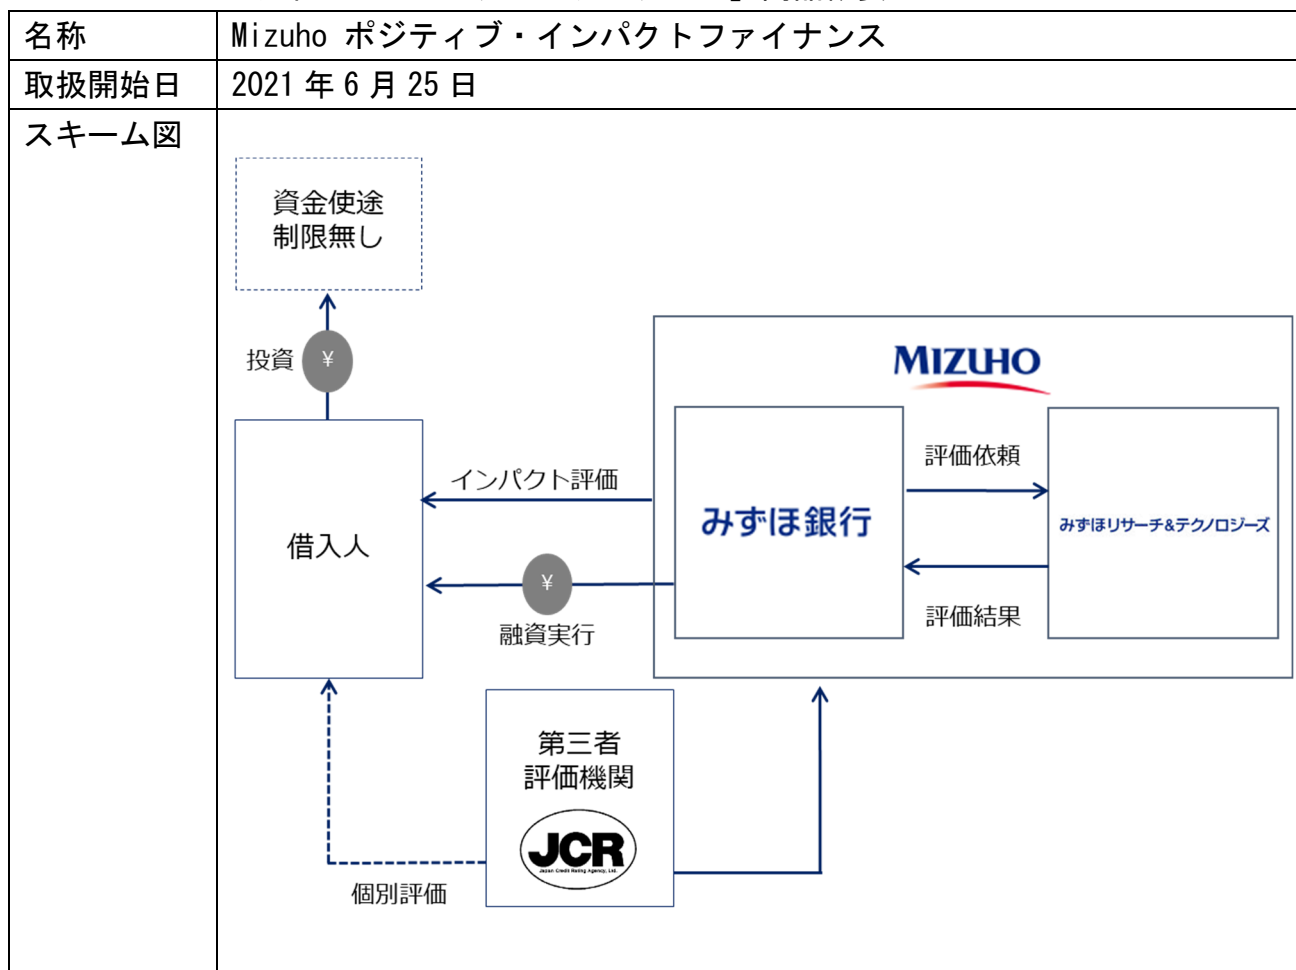 名称
Mizuho ポジティブ・インパクトファイナンス
取扱開始日
2021 年 6 月 25 日
スキーム図
資金使途
制限無し
投資
¥
MIZUHO
借入人
インパクト評価
¥
融資実行
みずほ銀行
評価依頼
評価結果
みずほリサーチ&テクノロジーズ
第三者
評価機関
JCR
Japan Credit Rating Agency, Ltd.
個別評価